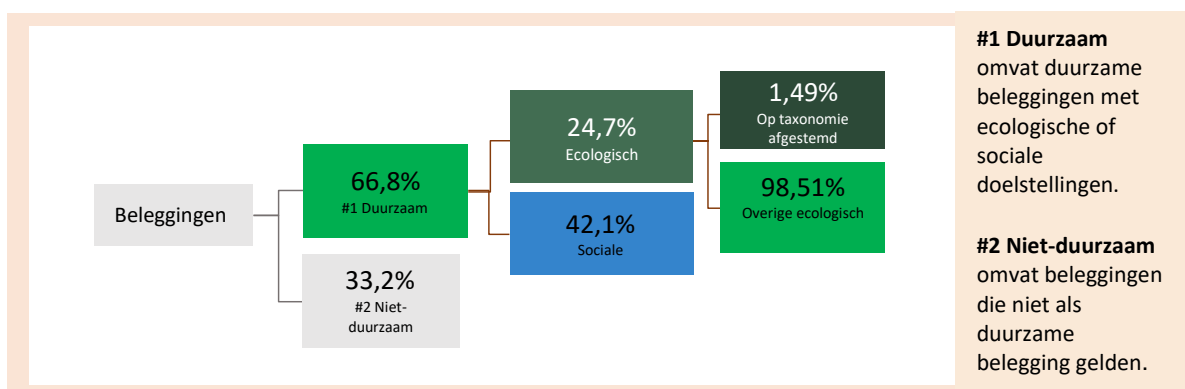 Beleggingen
66,8%
#1 Duurzaam
33,2%
#2 Niet-
duurzaam
24,7%
Ecologisch
42,1%
Sociale
1,49%
Op taxonomie
afgestemd
98,51%
Overige ecologisch
#1 Duurzaam
omvat duurzame
beleggingen met
ecologische of
sociale
doelstellingen.
#2 Niet-duurzaam
omvat beleggingen
die niet als
duurzame
belegging gelden.